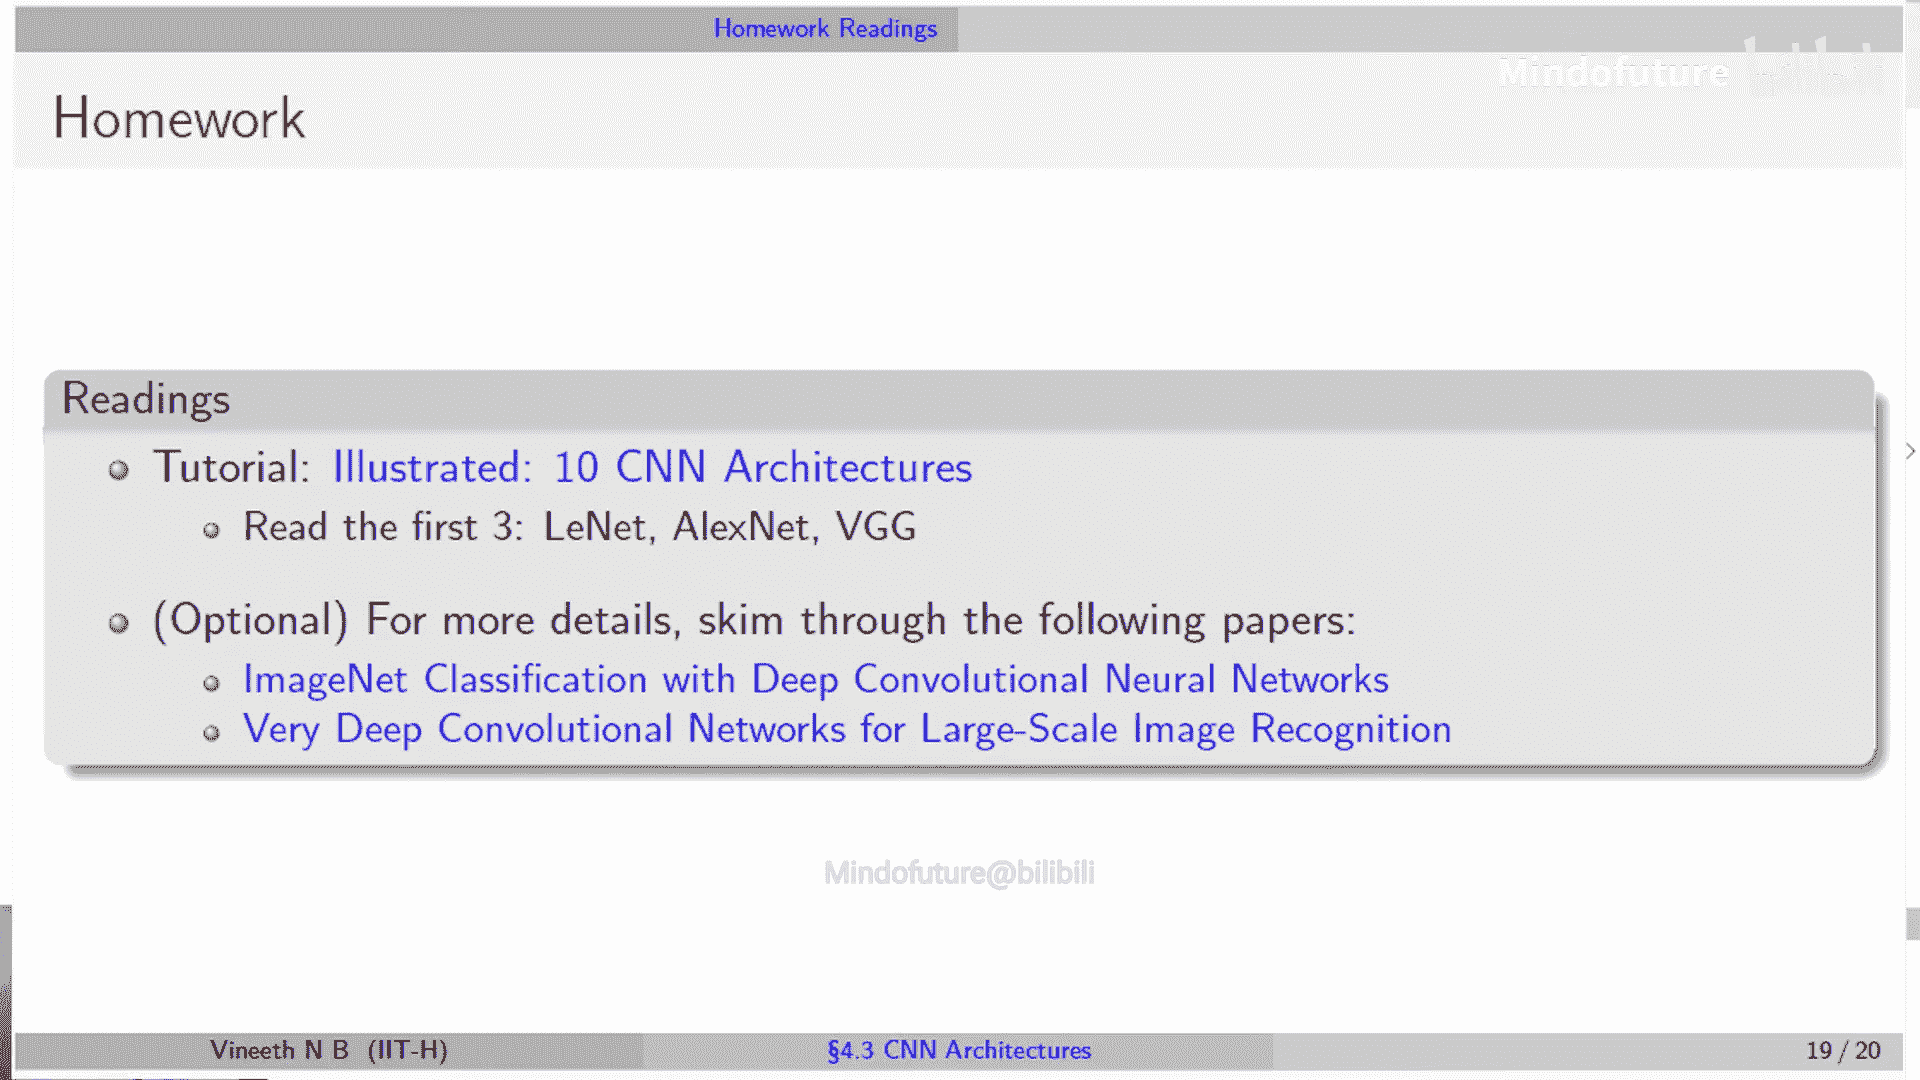 Homework Readings
Mindofuture
Homework
Readings
Tutorial: Illustrated: 10 CNN Architectures
Read the first 3: LeNet, AlexNet, VGG
(Optional) For more details, skim through the following papers:
ImageNet Classification with Deep Convolutional Neural Networks
Very Deep Convolutional Networks for Large-Scale Image Recognition
Mindofuture@bilibili
Vineeth N B (IIT-H) §4.3 CNN Architectures 19 / 20